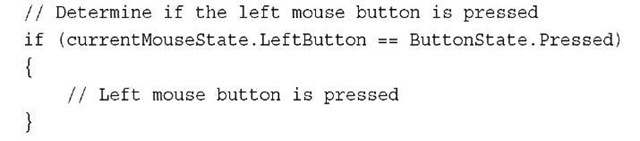 // Determine if the left mouse button is pressed
if (currentMouseState.LeftButton == ButtonState.Pressed)
{
// Left mouse button is pressed
}